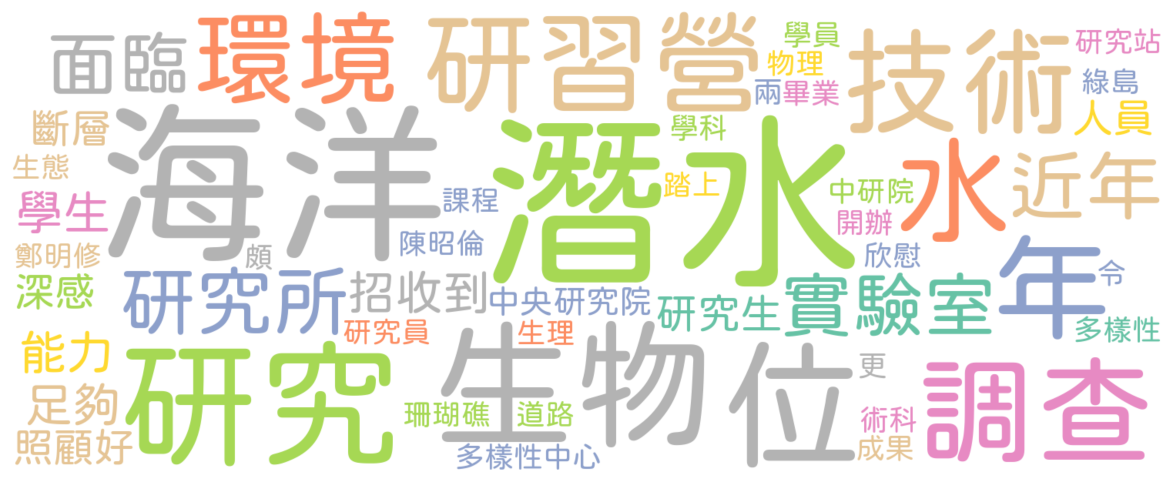 面臨
環境
研習營
學員
物理
兩
畢業
技術
研究站
綠島
人員
斷層
生態
學生
鄭明修
深感
海洋
頗
課程
陳昭倫
潛水
學科
踏上
中研院
開辦
欣慰
水
近年
年
令
多樣性
研究所
招收到
中央研究院
研究生
實驗室
研究員
生理
能力
足夠
照顧好
研究
生物
位
更
珊瑚礁
道路
多樣性中心
術科
成果
調查